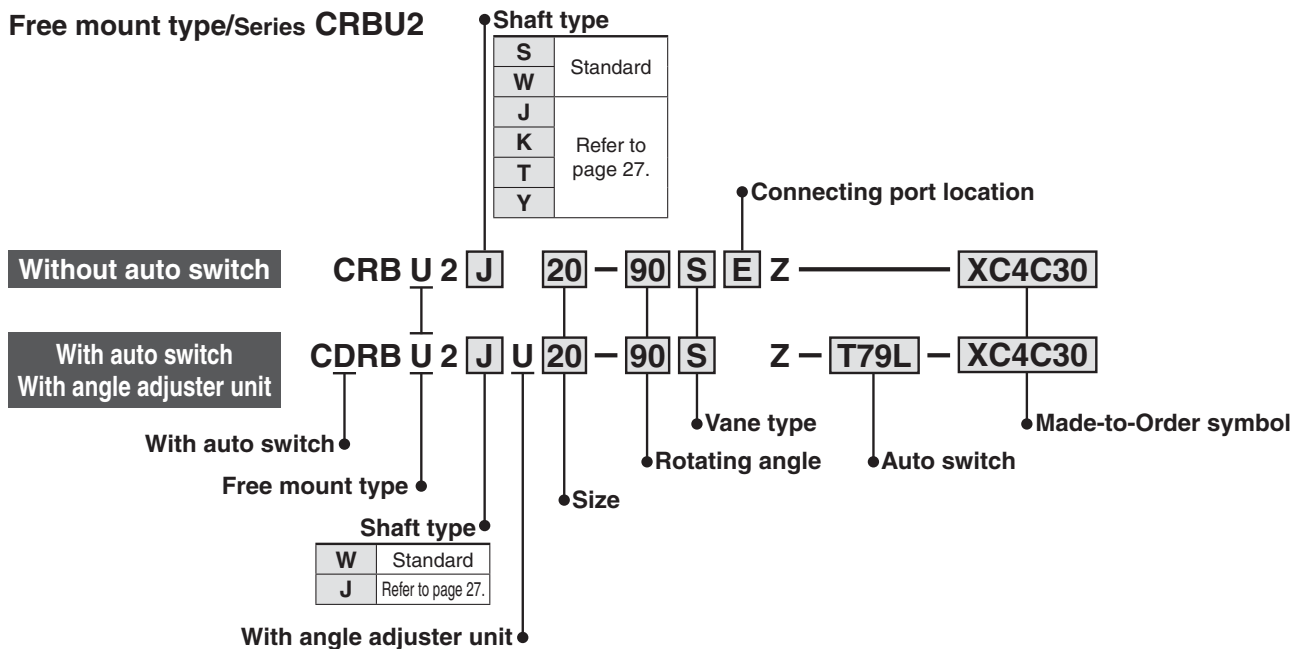 Free mount type/Series CRBU2
Shaft type
S Standard
W
J Refer to page 27.
K
T
Y
Connecting port location
Without auto switch CRB U 2 J 20 – 90 S E Z — XC4C30
With auto switch
With angle adjuster unit
CDRB U 2 J U 20 – 90 S Z – T79L – XC4C30
Vane type
Made-to-Order symbol
With auto switch
Rotating angle
Auto switch
Free mount type
Size
Shaft type
W Standard
J Refer to page 27.
With angle adjuster unit